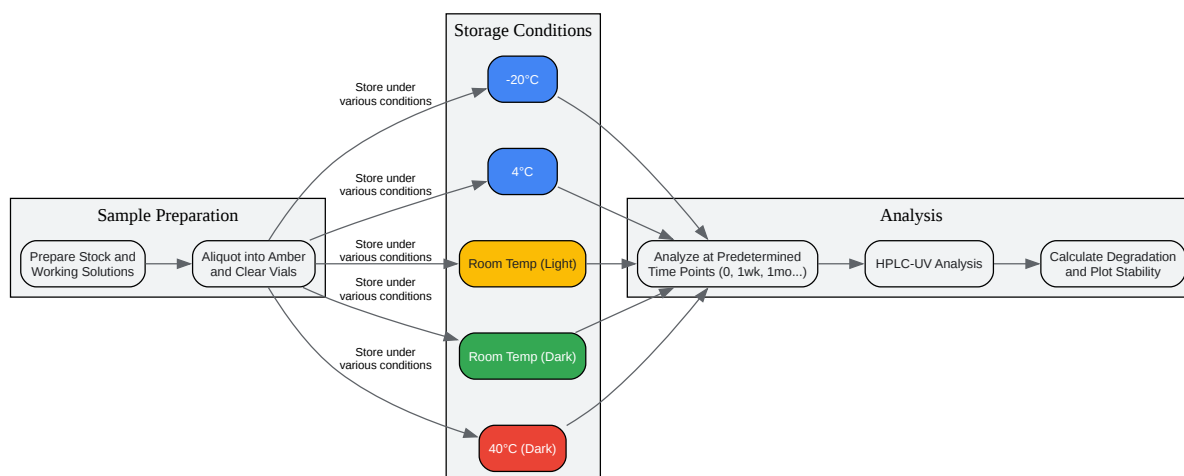 Storage Conditions
-20°C
Store under
various conditions
4°C
Store under
various conditions
Sample Preparation
Prepare Stock and
Working Solutions
Aliquot into Amber
and Clear Vials
Store under
various conditions
Room Temp (Light)
Analysis
Analyze at Predetermined
Time Points (0, 1wk, 1mo...)
HPLC-UV Analysis
Calculate Degradation
and Plot Stability
Store under
various conditions
Room Temp (Dark)
Store under
various conditions
40°C (Dark)